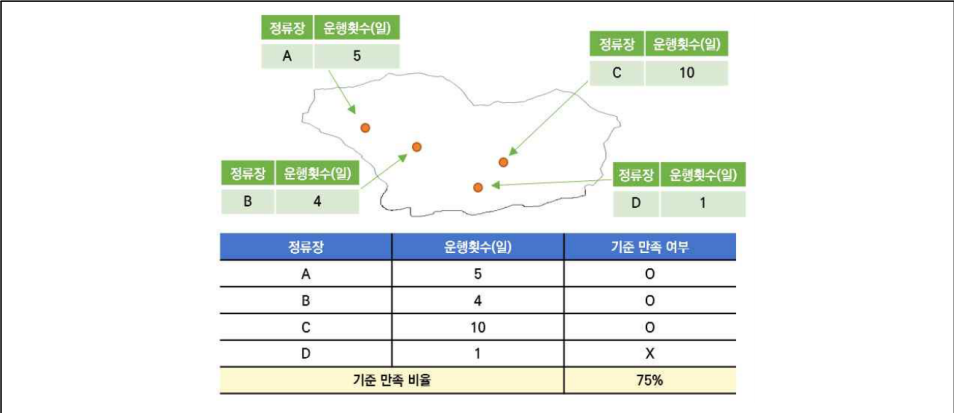 정류장 운행횟수(일)
A 5
정류장 운행횟수(일)
C 10
정류장 운행횟수(일)
B 4
정류장 운행횟수(일)
D 1
정류장 운행횟수(일) 기준 만족 여부
A 5 O
B 4 O
C 10 O
D 1 X
기준 만족 비율 75%